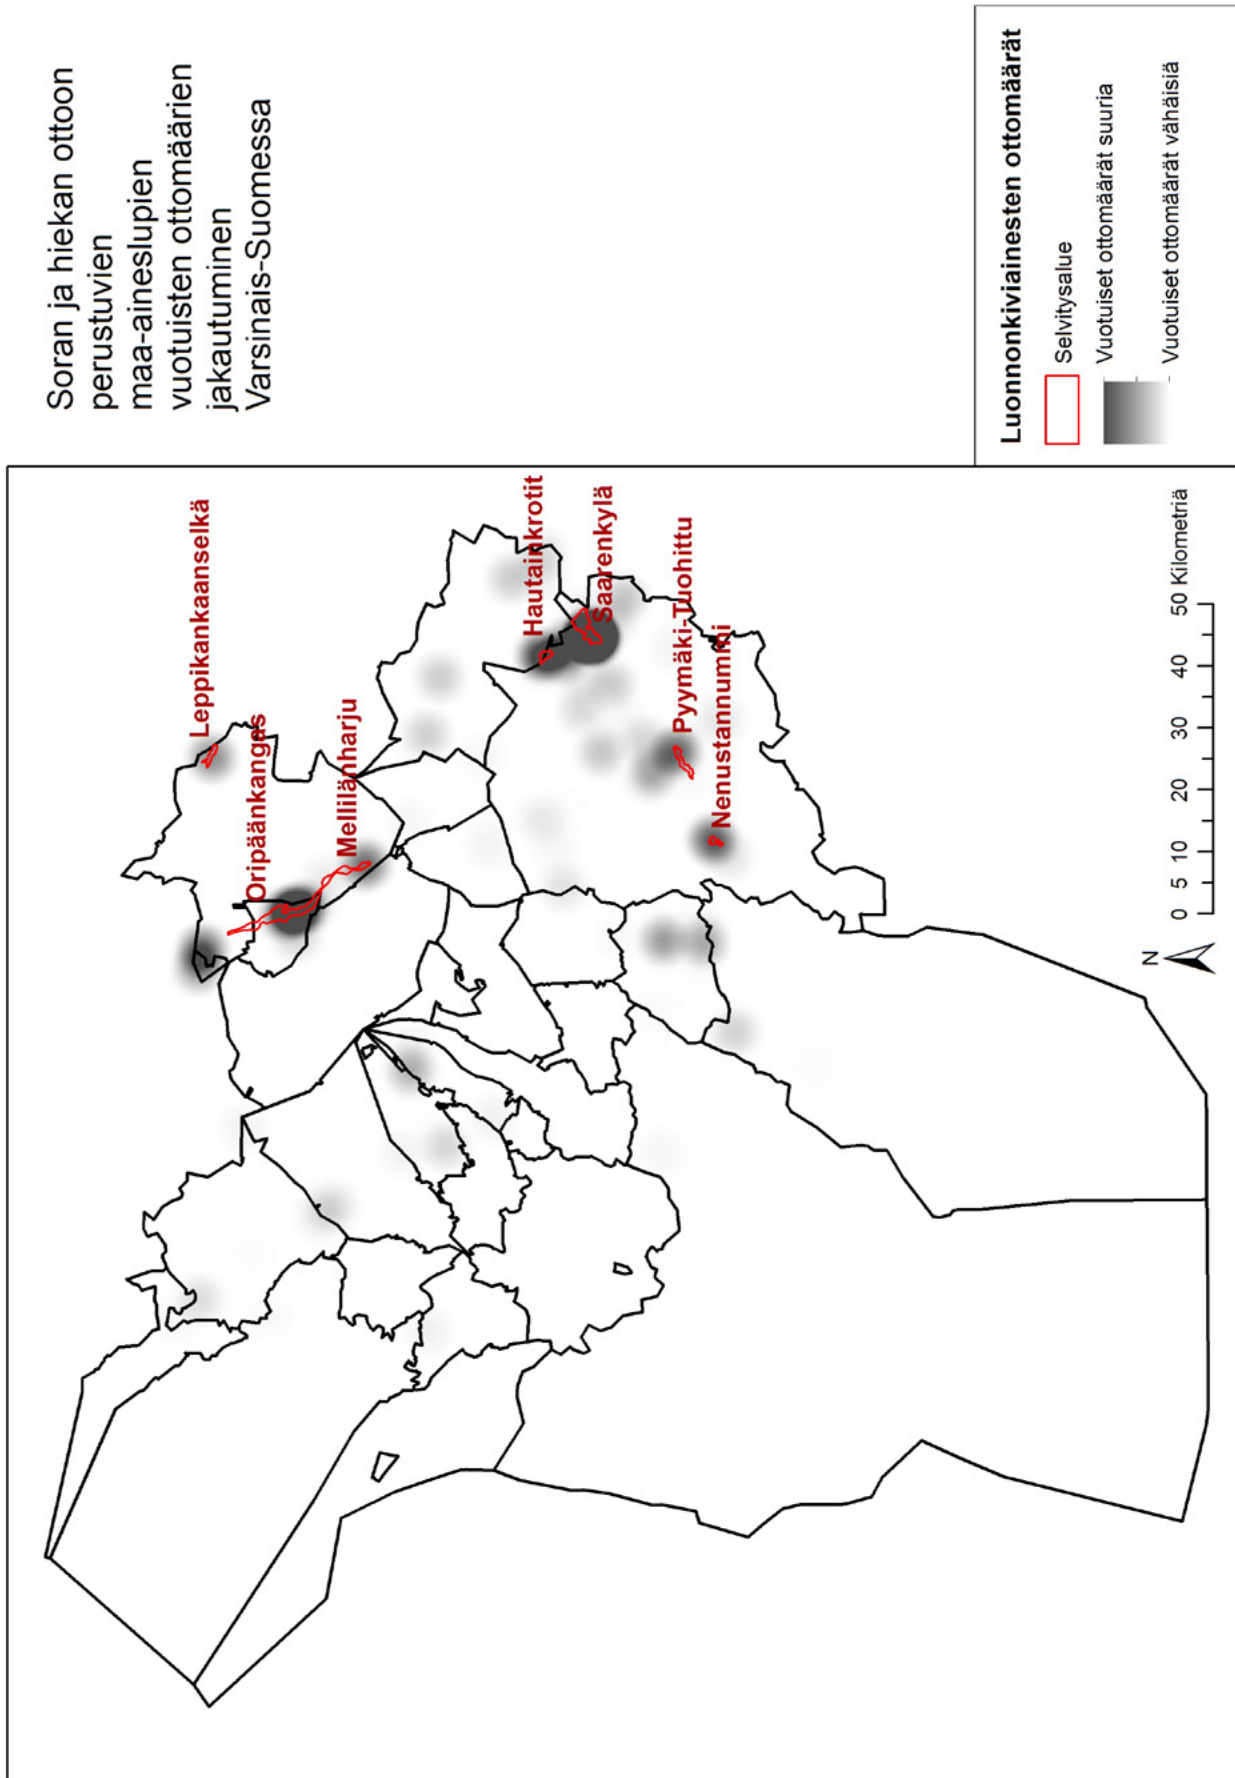 Soran ja hiekan ottoon
perustuvien
maa-aineslupien
vuotuisten ottomäärien
jakautuminen
Varsinais-Suomessa
Leppikankaanselkä
Oripäänkangas
Mellilänharju
Hautainkrotit
Saarenkylä
Pyymäki-Tuohittu
Nenustannummi
N
0 5 10 20 30 40 50 Kilometriä
Luonnonkiviainesten ottomäärät
Selvitysalue
Vuotuiset ottomäärät suuria
Vuotuiset ottomäärät vähäisiä